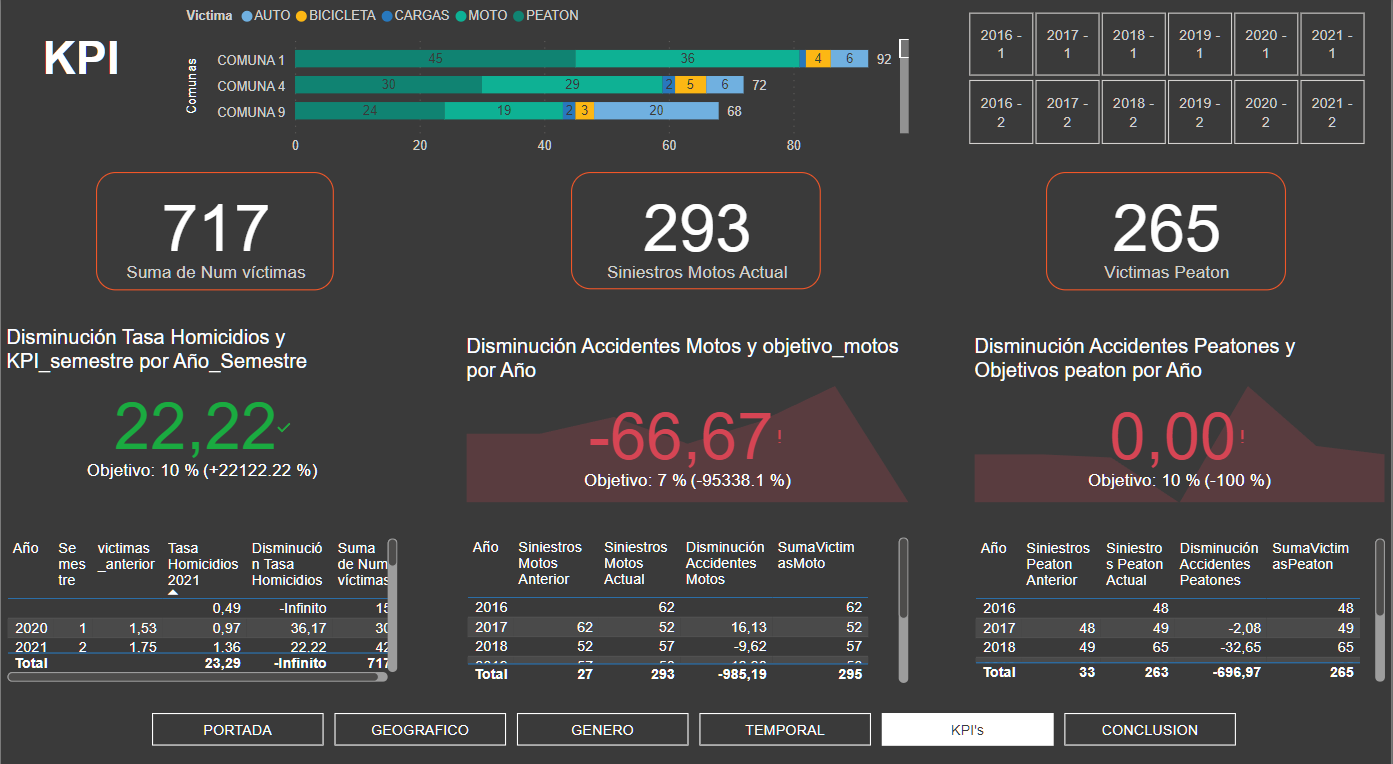 KPI
Victima AUTO BICICLETA CARGAS MOTO PEATON
Comunas
COMUNA 1 45 36 4 6 92
COMUNA 4 30 29 2 5 6 72
COMUNA 9 24 19 2 3 20 68
0 20 40 60 80
2016 - 1
2017 - 1
2018 - 1
2019 - 1
2020 - 1
2021 - 1
2016 - 2
2017 - 2
2018 - 2
2019 - 2
2020 - 2
2021 - 2
717
Suma de Num víctimas
293
Siniestros Motos Actual
265
Victimas Peaton
Disminución Tasa Homicidios y
KPI_semestre por Año_Semestre
22,22
Objetivo: 10 % (+22122.22 %)
Disminución Accidentes Motos y objetivo_motos
por Año
-66,67!
Objetivo: 7 % (-95338.1 %)
Disminución Accidentes Peatones y
Objetivos peaton por Año
0,00!
Objetivo: 10 % (-100 %)
Año Se victimas Tasa Disminució Suma
mes _anterior Homicidios n Tasa de Num
tre 2021 Homicidios víctimas
0,49 -Infinito 15
2020 1 1,53 0,97 36,17 30
2021 2 1,75 1,36 22,22 42
Total 23,29 -Infinito 717
Año Siniestros Siniestros Disminución SumaVictim
Motos Motos Accidentes asMoto
Anterior Actual Motos
2016 62 62
2017 62 52 16,13 52
2018 52 57 -9,62 57
Total 27 293 -985,19 295
Año Siniestros Siniestro Disminución SumaVictim
Peaton s Peaton Accidentes asPeaton
Anterior Actual Peatones
2016 48 48
2017 48 49 -2,08 49
2018 49 65 -32,65 65
Total 33 263 -696,97 265
PORTADA
GEOGRAFICO
GENERO
TEMPORAL
KPI's
CONCLUSION